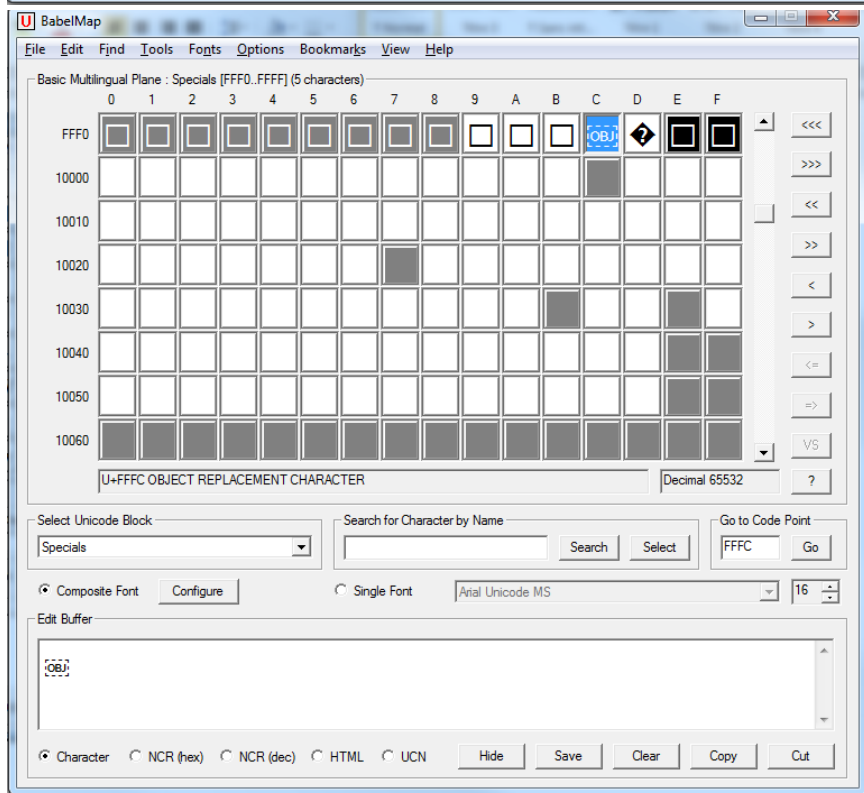 BabelMap
File Edit Find Tools Fonts Options Bookmarks View Help
Basic Multilingual Plane : Specials [FFF0..FFFF] (5 characters)
0 1 2 3 4 5 6 7 8 9 A B C D E F
FFF0 OBJ �
10000
10010
10020
10030
10040
10050
10060
<<<
>>>
<<
>>
<
>
<=
=>
VS
U+FFFC OBJECT REPLACEMENT CHARACTER Decimal 65532 ?
Select Unicode Block Search for Character by Name Go to Code Point
Specials Search Select FFFC Go
Composite Font Configure Single Font Arial Unicode MS 16
Edit Buffer
OBJ
Character NCR (hex) NCR (dec) HTML UCN Hide Save Clear Copy Cut